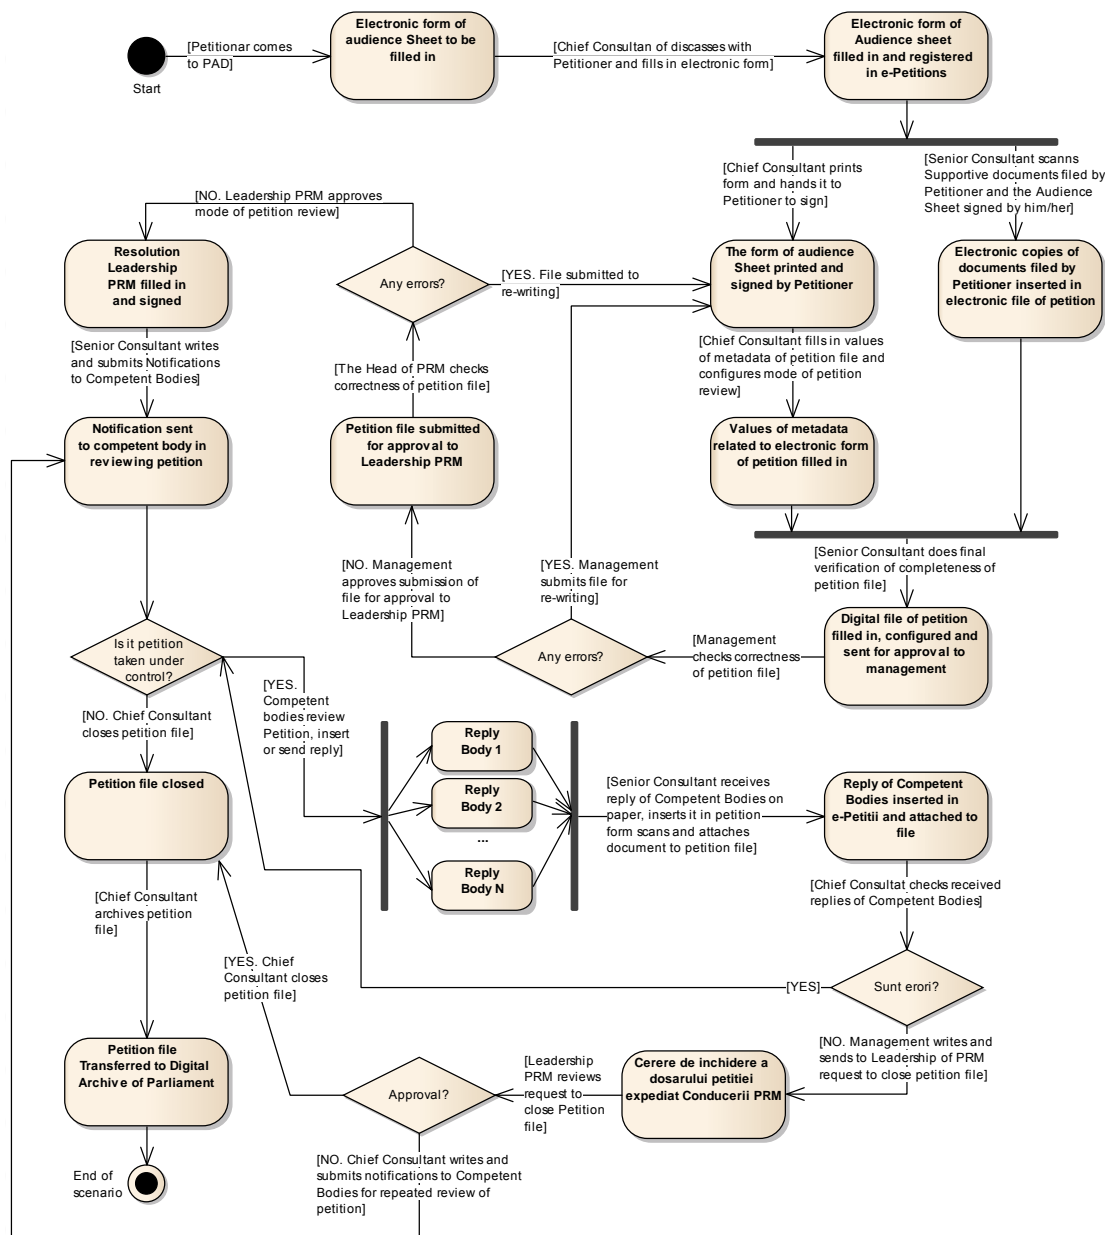 Start
[Petitionar comes
to PAD]
Electronic form of
audience Sheet to be
filled in
[Chief Consultan of discasses with
Petitioner and fills in electronic form]
Electronic form of
Audience sheet
filled in and registered
in e-Petitions
[Chief Consultant prints
form and hands it to
Petitioner to sign]
[Senior Consultant scanns
Supportive documents filed by
Petitioner and the Audience
Sheet signed by him/her]
[NO. Leadership PRM approves
mode of petition review]
Resolution
Leadership
PRM filled in
and signed
Any errors?
[YES. File submitted to
re-writing]
The form of audience
Sheet printed and
signed by Petitioner
Electronic copies of
documents filed by
Petitioner inserted in
electronic file of petition
[Senior Consultant writes
and submits Notifications
to Competent Bodies]
[The Head of PRM checks
correctness of petition file]
[Chief Consultant fills in values
of metadata of petition file and
configures mode of petition
review]
Notification sent
to competent body in
reviewing petition
Petition file submitted
for approval to
Leadership PRM
Values of metadata
related to electronic form
of petition filled in
[NO. Management
approves submission of
file for approval to
Leadership PRM]
[YES. Management
submits file for
re-writing]
[Senior Consultant does final
verification of completeness of
petition file]
Is it petition
taken under
control?
Any errors?
[Management
checks correctness
of petition file]
Digital file of petition
filled in, configured and
sent for approval to
management
[NO. Chief Consultant
closes petition file]
[YES.
Competent
bodies review
Petition, insert
or send reply]
Reply
Body 1
Reply
Body 2
...
Reply
Body N
Petition file closed
[Senior Consultant receives
reply of Competent Bodies on
paper, inserts it in petition
form scans and attaches
document to petition file]
Reply of Competent
Bodies inserted in
e-Petitii and attached to
file
[Chief Consultant
archives petition
file]
[Chief Consultat checks received
replies of Competent Bodies]
[YES. Chief
Consultant closes
petition file]
[YES]
Sunt erori?
Petition file
Transferred to Digital
Archive of Parliament
Approval?
[Leadership
PRM reviews
request to
close Petition
file]
Cerere de inchidere a
dosarului petitiei
expediat Conducerii PRM
[NO. Management writes and
sends to Leadership of PRM
request to close petition file]
End of
scenario
[NO. Chief Consultant writes and
submits notifications to Competent
Bodies for repeated review of
petition]